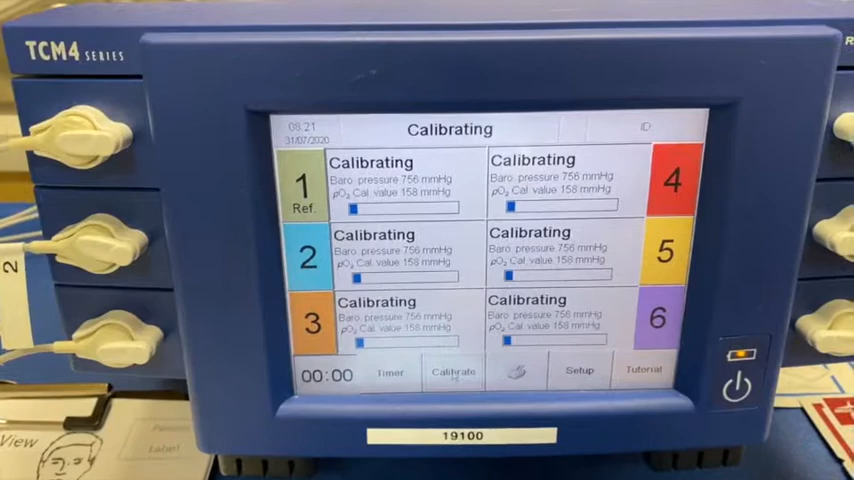 TCM4 SERIES
R
08.21
31/07/2020
Calibrating
ID
1
Ref.
Calibrating
Baro. pressure 756 mmHg
pO₂ Cal. value 158 mmHg
Calibrating
Baro. pressure 756 mmHg
pO₂ Cal. value 158 mmHg
4
2
Calibrating
Baro. pressure 756 mmHg
pO₂ Cal. value 158 mmHg
Calibrating
Baro. pressure 756 mmHg
pO₂ Cal. value 158 mmHg
5
3
Calibrating
Baro. pressure 756 mmHg
pO₂ Cal. value 158 mmHg
Calibrating
Baro. pressure 756 mmHg
pO₂ Cal. value 158 mmHg
6
00:00
Timer
Calibrate
Setup
Tutorial
19100
2
View
Label